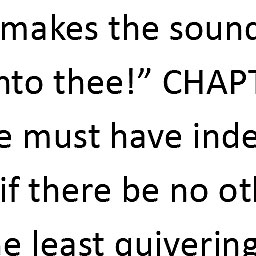 makes the sound
nto thee!” CHAPT
e must have inde
if there be no oth
e least quivering